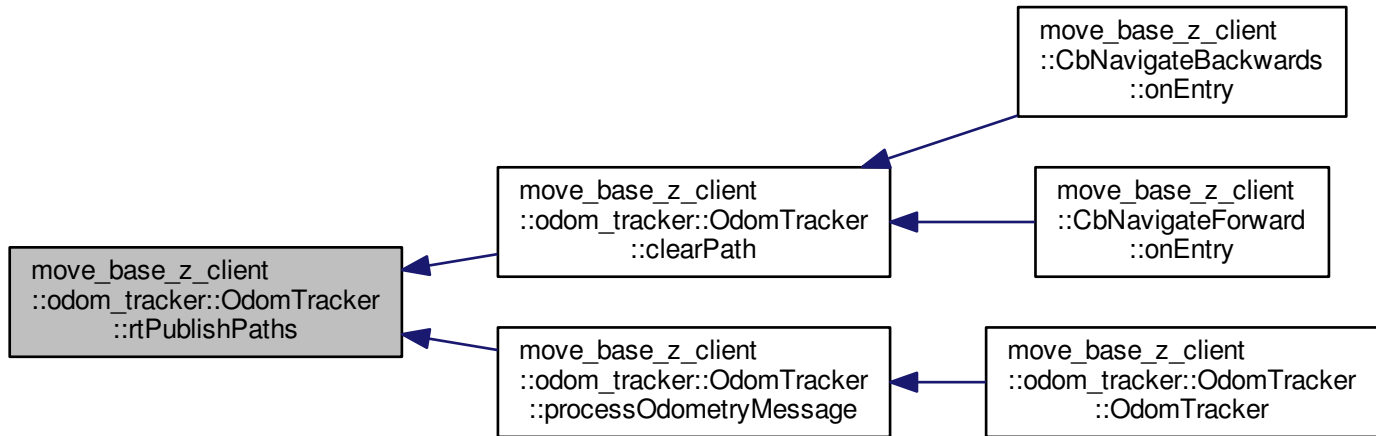 move_base_z_client
::CbNavigateBackwards
::onEntry
move_base_z_client
::odom_tracker::OdomTracker
::clearPath
move_base_z_client
::CbNavigateForward
::onEntry
move_base_z_client
::odom_tracker::OdomTracker
::rtPublishPaths
move_base_z_client
::odom_tracker::OdomTracker
::processOdometryMessage
move_base_z_client
::odom_tracker::OdomTracker
::OdomTracker